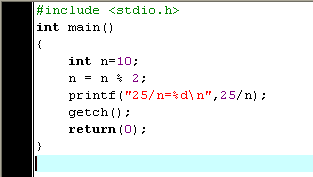 #include <stdio.h>
int main()
{
int n=10;
n = n % 2;
printf("25/n=%d\n",25/n);
getch();
return(0);
}